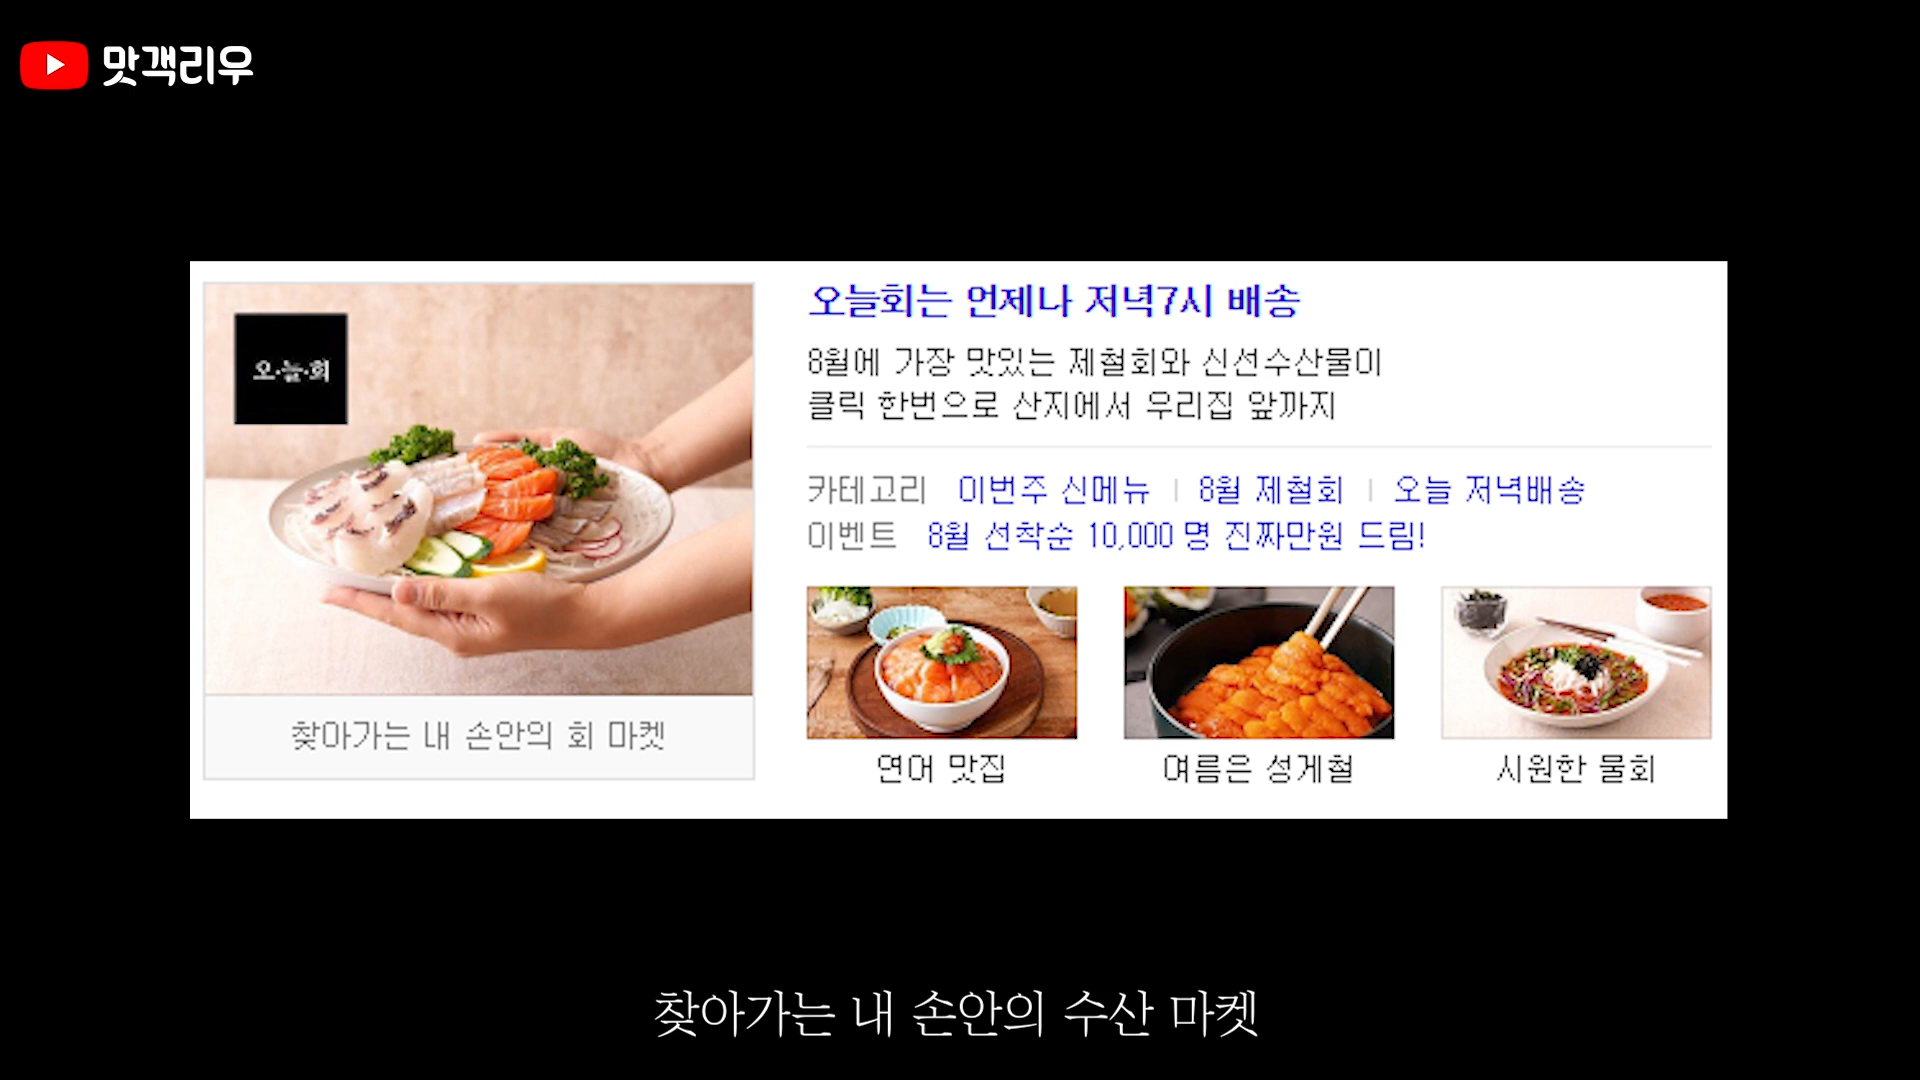 맛객리우
오·늘·회
찾아가는 내 손안의 회 마켓
오늘회는 언제나 저녁7시 배송
8월에 가장 맛있는 제철회와 신선수산물이
클릭 한번으로 산지에서 우리집 앞까지
카테고리 이번주 신메뉴 | 8월 제철회 | 오늘 저녁배송
이벤트 8월 선착순 10,000 명 진짜만원 드림!
연어 맛집
여름은 성게철
시원한 물회
찾아가는 내 손안의 수산 마켓